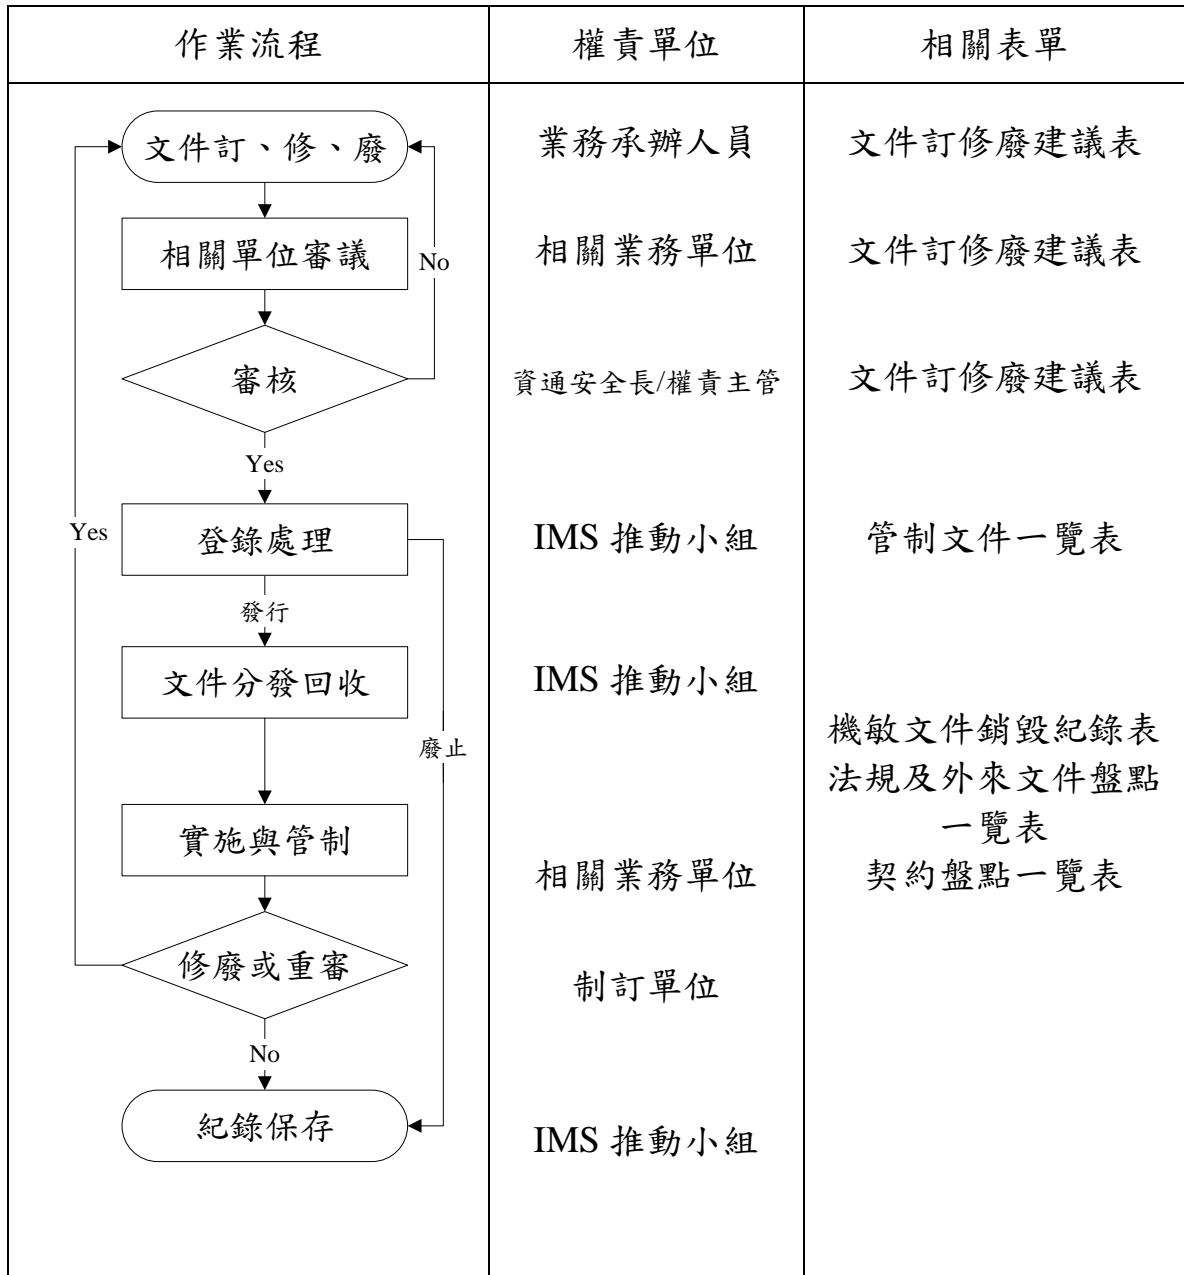 作業流程
權責單位
相關表單
文件訂、修、廢
業務承辦人員
文件訂修廢建議表
相關單位審議
No
相關業務單位
文件訂修廢建議表
審核
資通安全長/權責主管
文件訂修廢建議表
Yes
Yes
登錄處理
IMS 推動小組
管制文件一覽表
發行
文件分發回收
IMS 推動小組
廢止
機敏文件銷毀紀錄表
法規及外來文件盤點
一覽表
實施與管制
相關業務單位
契約盤點一覽表
修廢或重審
制訂單位
No
紀錄保存
IMS 推動小組